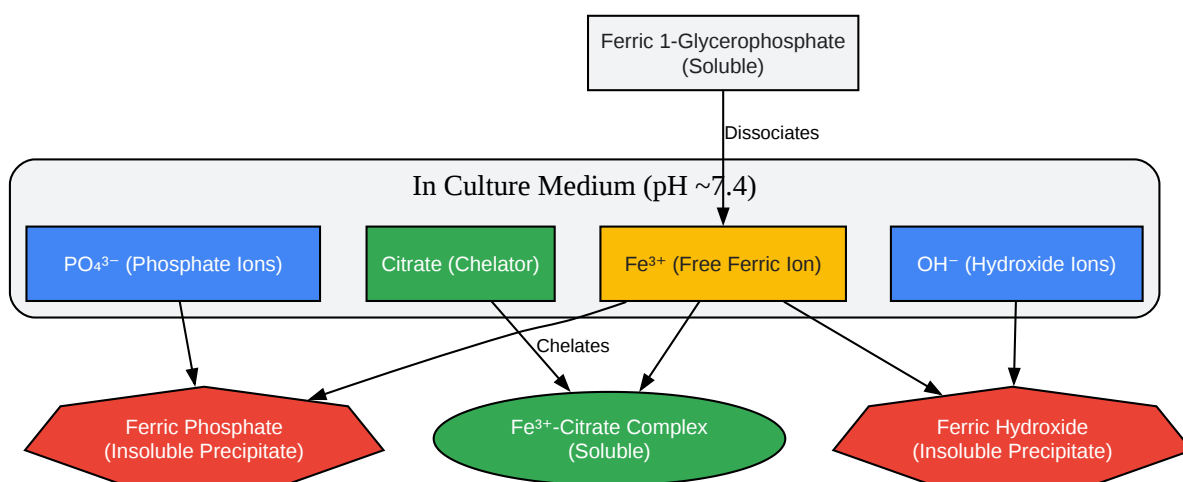 Ferric 1-Glycerophosphate
(Soluble)
Dissociates
In Culture Medium (pH ~7.4)
PO₄³⁻ (Phosphate Ions)
Citrate (Chelator)
Fe³⁺ (Free Ferric Ion)
OH⁻ (Hydroxide Ions)
Chelates
Ferric Phosphate
(Insoluble Precipitate)
Fe³⁺-Citrate Complex
(Soluble)
Ferric Hydroxide
(Insoluble Precipitate)